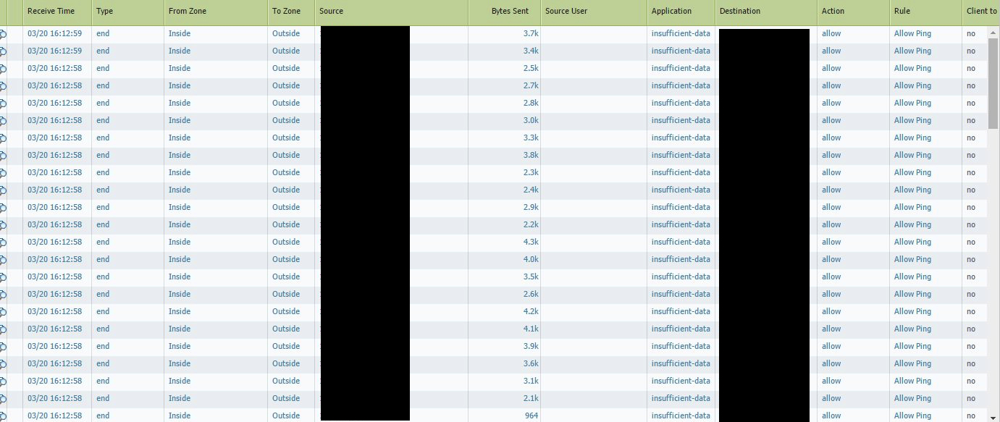 Receive Time Type From Zone To Zone Source Bytes Sent Source User Application Destination Action Rule Client to
03/20 16:12:59 end Inside Outside 3.7k insufficient-data allow Allow Ping no
03/20 16:12:59 end Inside Outside 3.4k insufficient-data allow Allow Ping no
03/20 16:12:58 end Inside Outside 2.5k insufficient-data allow Allow Ping no
03/20 16:12:58 end Inside Outside 2.7k insufficient-data allow Allow Ping no
03/20 16:12:58 end Inside Outside 2.8k insufficient-data allow Allow Ping no
03/20 16:12:58 end Inside Outside 3.0k insufficient-data allow Allow Ping no
03/20 16:12:58 end Inside Outside 3.3k insufficient-data allow Allow Ping no
03/20 16:12:58 end Inside Outside 3.8k insufficient-data allow Allow Ping no
03/20 16:12:58 end Inside Outside 2.3k insufficient-data allow Allow Ping no
03/20 16:12:58 end Inside Outside 2.4k insufficient-data allow Allow Ping no
03/20 16:12:58 end Inside Outside 2.9k insufficient-data allow Allow Ping no
03/20 16:12:58 end Inside Outside 2.2k insufficient-data allow Allow Ping no
03/20 16:12:58 end Inside Outside 4.3k insufficient-data allow Allow Ping no
03/20 16:12:58 end Inside Outside 4.0k insufficient-data allow Allow Ping no
03/20 16:12:58 end Inside Outside 3.5k insufficient-data allow Allow Ping no
03/20 16:12:58 end Inside Outside 2.6k insufficient-data allow Allow Ping no
03/20 16:12:58 end Inside Outside 4.2k insufficient-data allow Allow Ping no
03/20 16:12:58 end Inside Outside 4.1k insufficient-data allow Allow Ping no
03/20 16:12:58 end Inside Outside 3.9k insufficient-data allow Allow Ping no
03/20 16:12:58 end Inside Outside 3.6k insufficient-data allow Allow Ping no
03/20 16:12:58 end Inside Outside 3.1k insufficient-data allow Allow Ping no
03/20 16:12:58 end Inside Outside 2.1k insufficient-data allow Allow Ping no
03/20 16:12:58 end Inside Outside 964 insufficient-data allow Allow Ping no